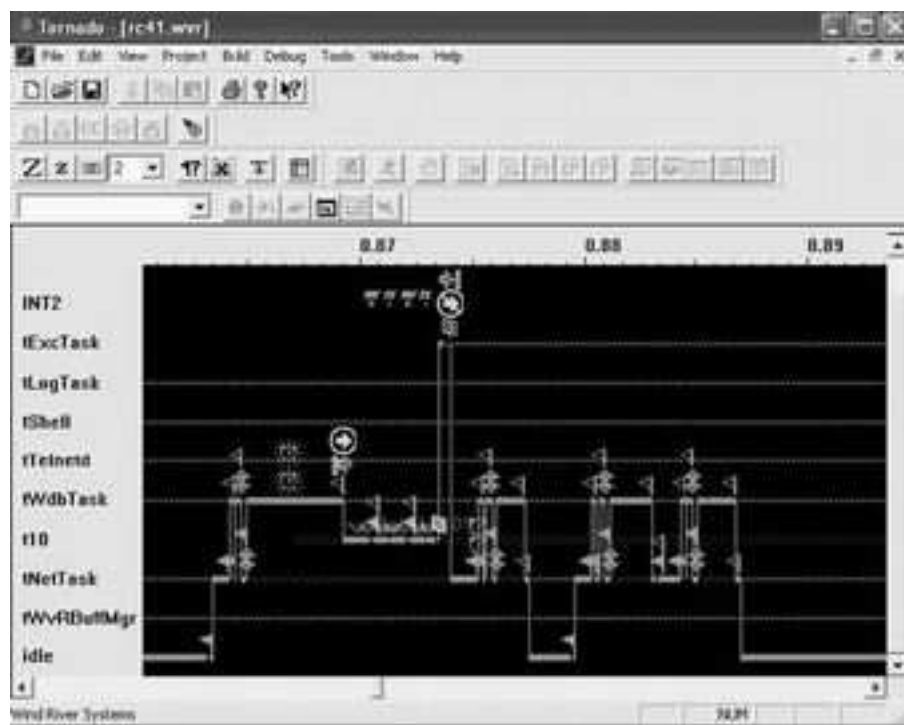 Tornado - [rc41.wvr]
File Edit View Project Build Debug Tools Window Help
2
0.87 0.88 0.89
INT2
tExcTask
tLogTask
tShell
tTelnetd
tWdbTask
t10
tNetTask
tWvRBuffMgr
idle
Wind River Systems NUM